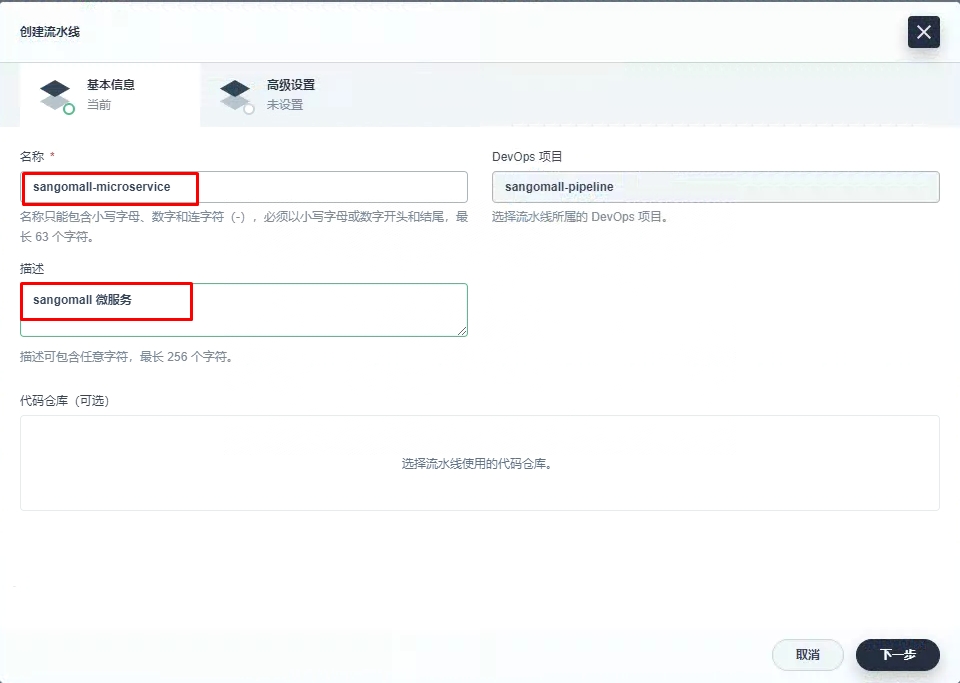 创建流水线
基本信息
当前
高级设置
未设置
名称 *
sangomall-microservice
名称只能包含小写字母、数字和连字符（-），必须以小写字母或数字开头和结尾，最
长 63 个字符。
DevOps 项目
sangomall-pipeline
选择流水线所属的 DevOps 项目。
描述
sangomall 微服务
描述可包含任意字符，最长 256 个字符。
代码仓库（可选）
选择流水线使用的代码仓库。
取消
下一步